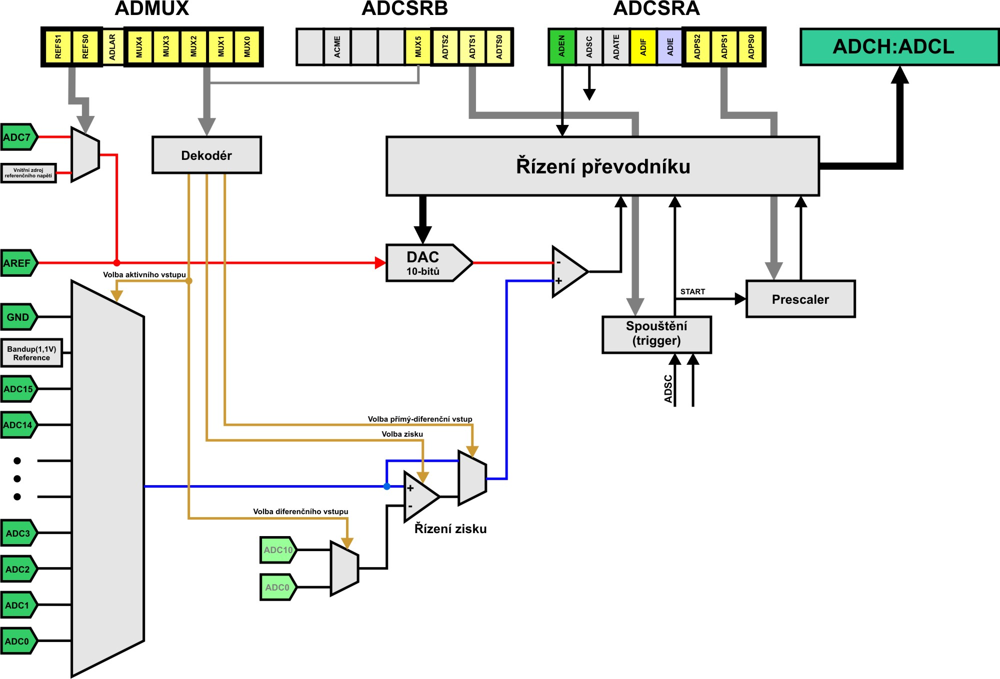 ADMUX
ADCSRB
ADCSRA
REFS1
REFS0
ADLAR
MUX4
MUX3
MUX2
MUX1
MUX0
ACME
MUX5
ADTS2
ADTS1
ADTS0
ADEN
ADSC
ADATE
ADIF
ADIE
ADPS2
ADPS1
ADPS0
ADCH:ADCL
ADC7
Vnitřní zdroj
referenčního napětí
Dekodér
Řízení převodníku
AREF
DAC
10-bitů
-
+
Volba aktivního vstupu
START
Prescaler
GND
Spouštění
(trigger)
Bandup(1,1V)
Reference
ADSC
ADC15
ADC14
Volba přímý-diferenční vstup
Volba zisku
+
-
Volba diferenčního vstupu
Řízení zisku
ADC3
ADC10
ADC2
ADC0
ADC1
ADC0